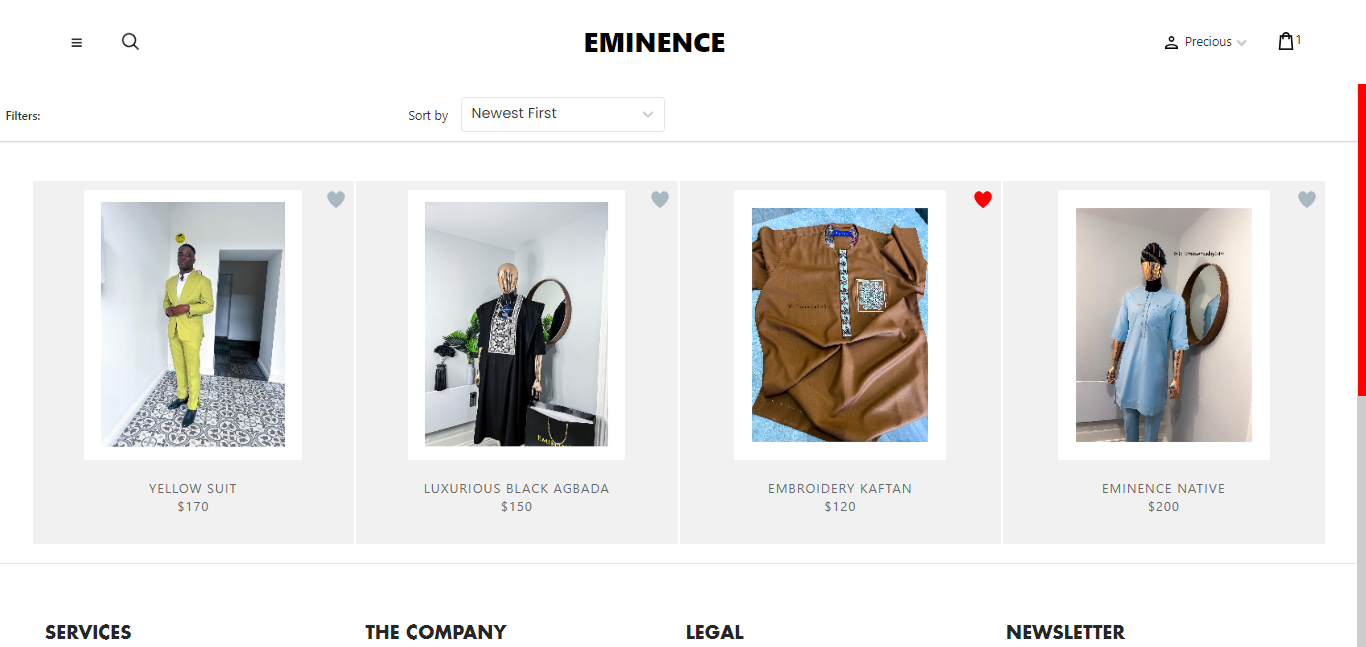 EMINENCE
Precious
1
Filters:
Sort by
Newest First
YELLOW SUIT
$170
LUXURIOUS BLACK AGBADA
$150
EMBROIDERY KAFTAN
$120
EMINENCE NATIVE
$200
SERVICES
THE COMPANY
LEGAL
NEWSLETTER